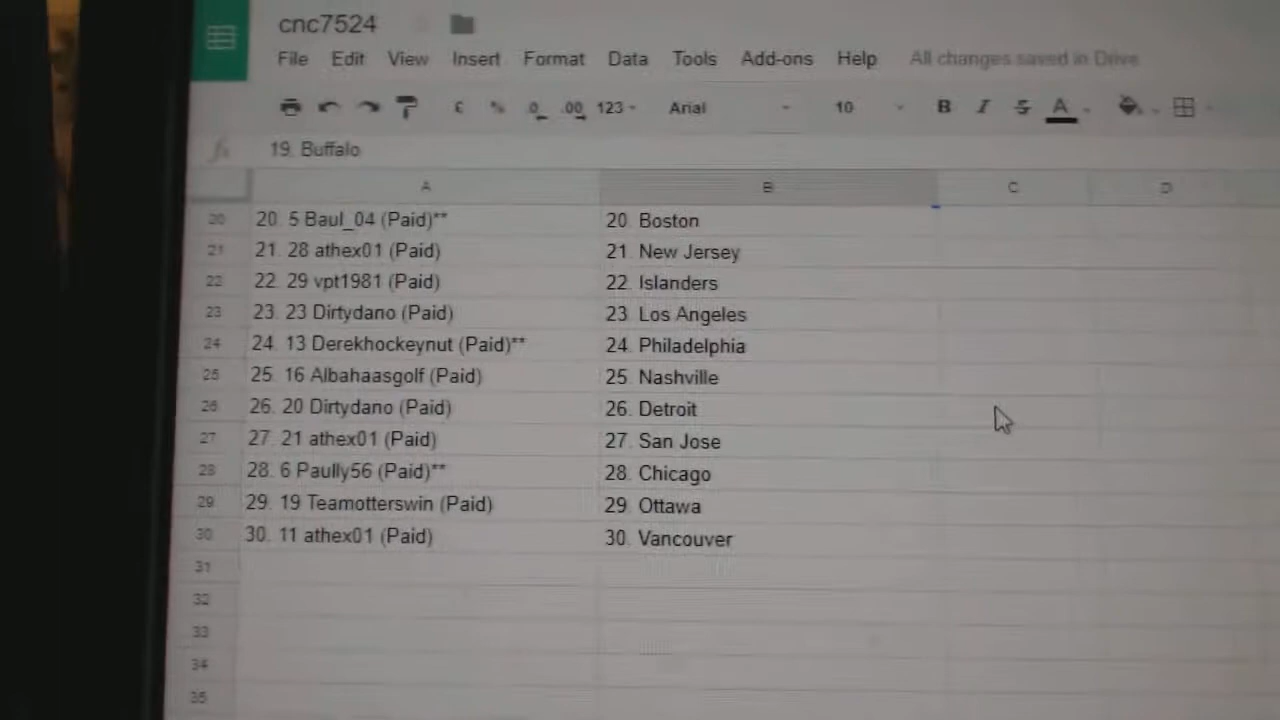 cnc7524
File Edit View Insert Format Data Tools Add-ons Help All changes saved in Drive
£ % .0 .00 123 Arial 10 B I S A
fx 19. Buffalo
A B C D
20 20. 5 Baul_04 (Paid)** 20. Boston
21 21. 28 athex01 (Paid) 21. New Jersey
22 22. 29 vpt1981 (Paid) 22. Islanders
23 23. 23 Dirtydano (Paid) 23. Los Angeles
24 24. 13 Derekhockeynut (Paid)** 24. Philadelphia
25 25. 16 Albahaasgolf (Paid) 25. Nashville
26 26. 20 Dirtydano (Paid) 26. Detroit
27 27. 21 athex01 (Paid) 27. San Jose
28 28. 6 Paully56 (Paid)** 28. Chicago
29 29. 19 Teamotterswin (Paid) 29. Ottawa
30 30. 11 athex01 (Paid) 30. Vancouver
31
32
33
34
35